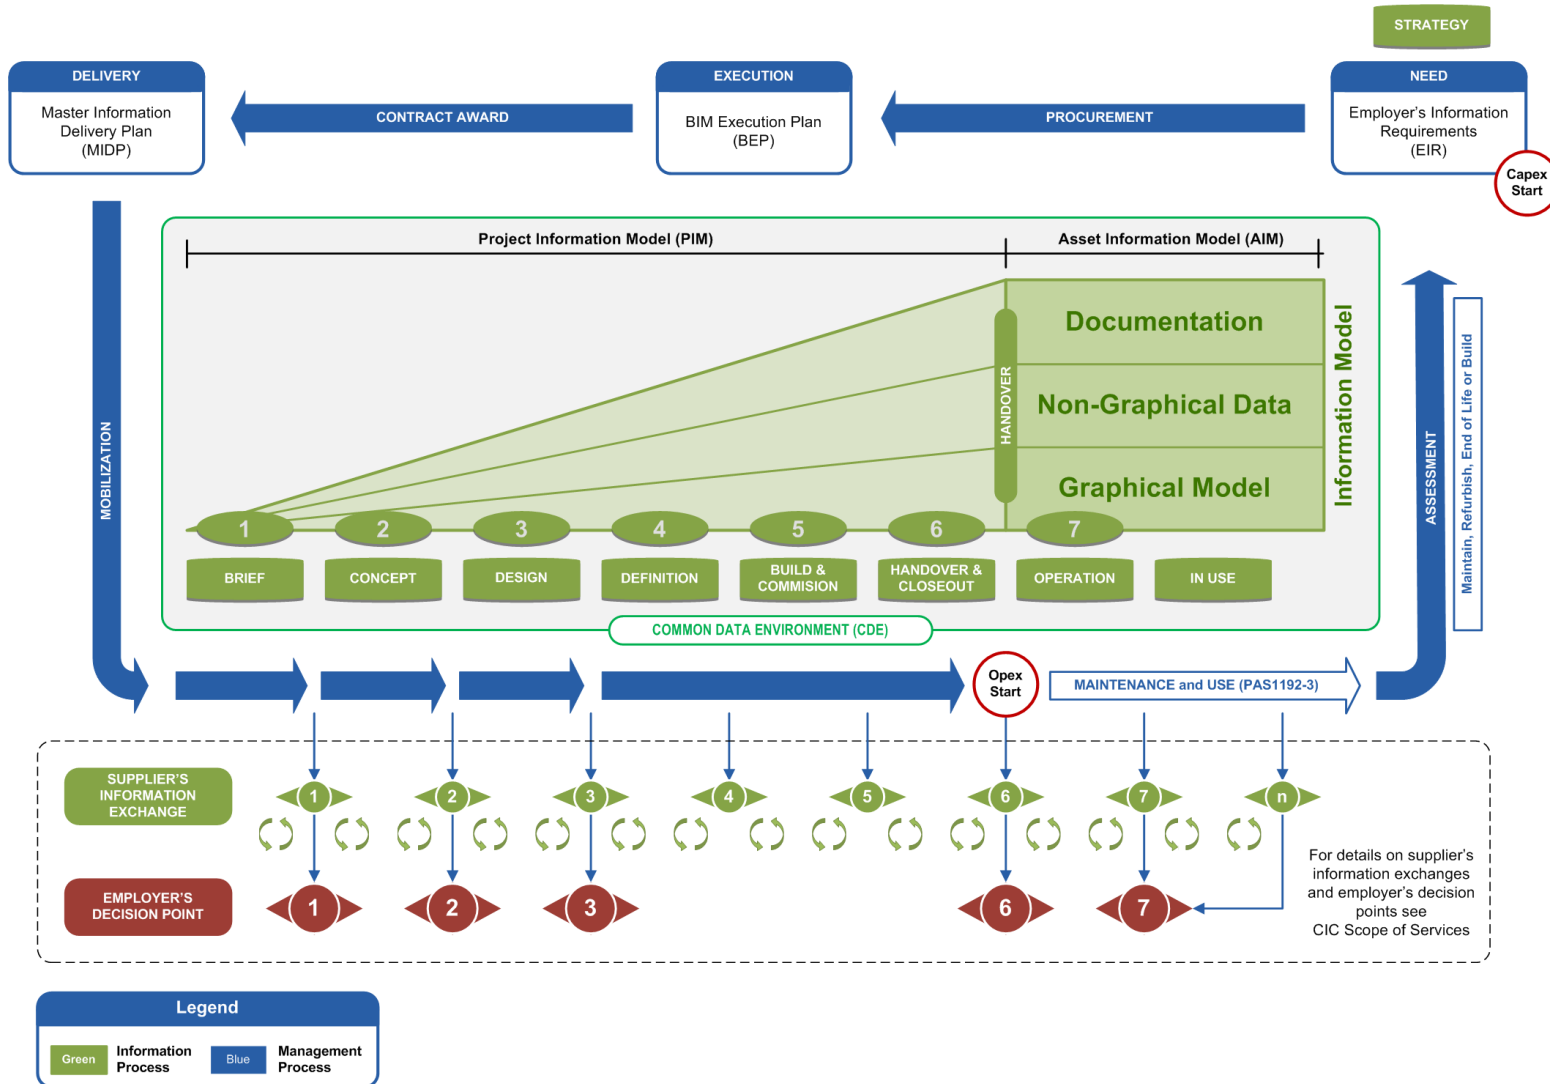 STRATEGY
DELIVERY
Master Information
Delivery Plan
(MIDP)
CONTRACT AWARD
EXECUTION
BIM Execution Plan
(BEP)
PROCUREMENT
NEED
Employer's Information
Requirements
(EIR)
Capex
Start
Project Information Model (PIM)
Asset Information Model (AIM)
Documentation
Non-Graphical Data
Graphical Model
HANDOVER
Information Model
MOBILIZATION
ASSESSMENT
Maintain, Refurbish, End of Life or Build
1
2
3
4
5
6
7
BRIEF
CONCEPT
DESIGN
DEFINITION
BUILD &
COMMISION
HANDOVER &
CLOSEOUT
OPERATION
IN USE
COMMON DATA ENVIRONMENT (CDE)
Opex
Start
MAINTENANCE and USE (PAS1192-3)
SUPPLIER'S
INFORMATION
EXCHANGE
1
2
3
4
5
6
7
n
EMPLOYER'S
DECISION POINT
1
2
3
6
7
For details on supplier's
information exchanges
and employer's decision
points see
CIC Scope of Services
Legend
Green
Information
Process
Blue
Management
Process